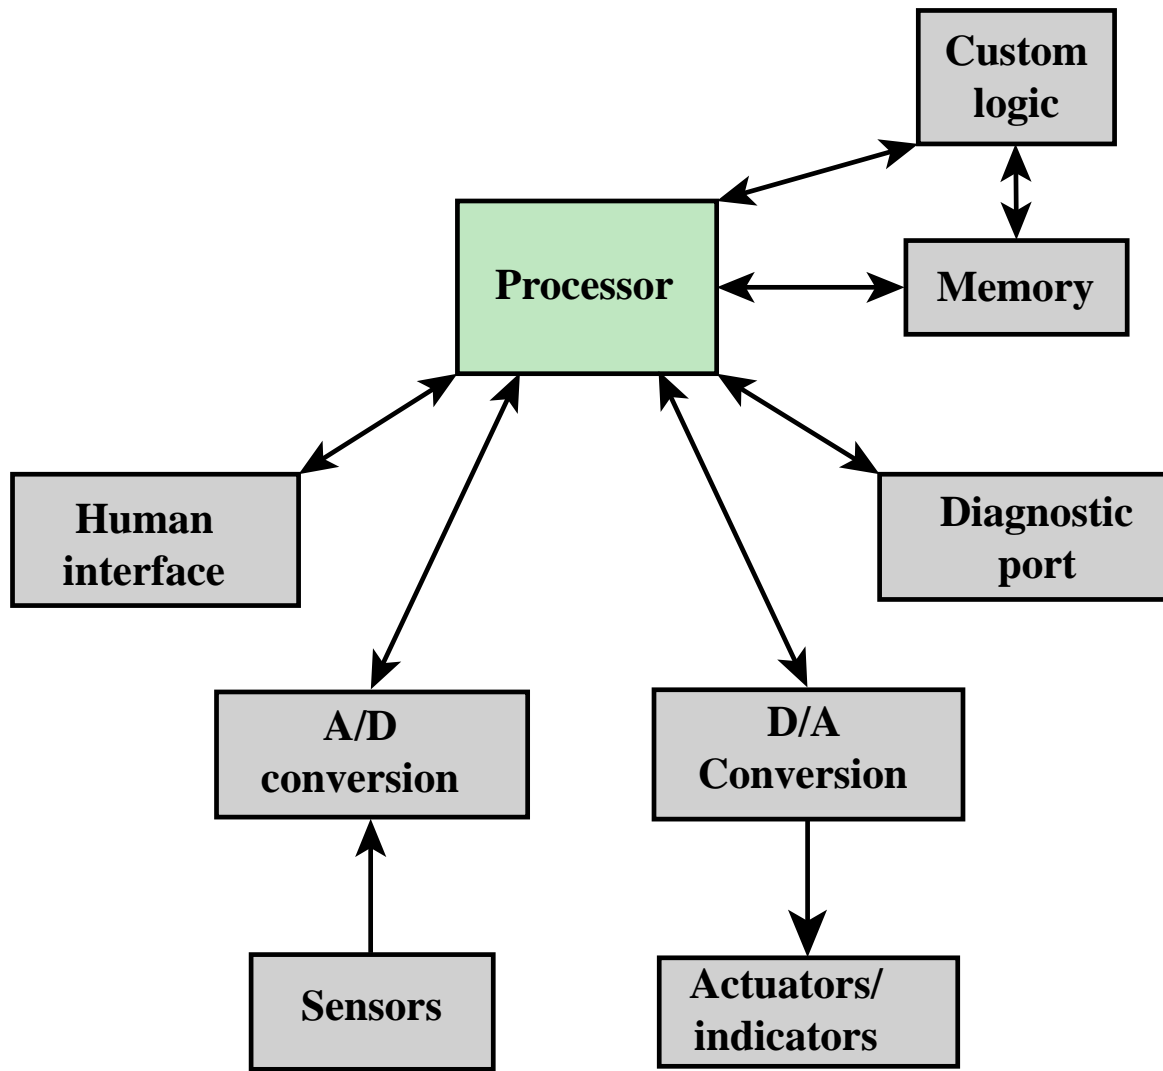 Custom
logic
Processor
Memory
Human
interface
Diagnostic
port
A/D
conversion
D/A
Conversion
Sensors
Actuators/
indicators